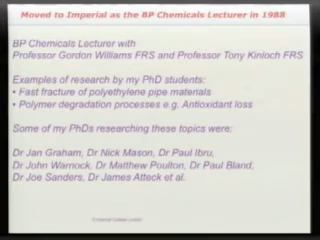 Moved to Imperial as the BP Chemicals Lecturer in 1988
BP Chemicals Lecturer with
Professor Gordon Williams FRS and Professor Tony Kinloch FRS
Examples of research by my PhD students:
• Fast fracture of polyethylene pipe materials
• Polymer degradation processes e.g. Antioxidant loss
Some of my PhDs researching these topics were:
Dr Jan Graham, Dr Nick Mason, Dr Paul Ibru,
Dr John Warnock, Dr Matthew Poulton, Dr Paul Bland,
Dr Joe Sanders, Dr James Atteck et al.
© Imperial College London